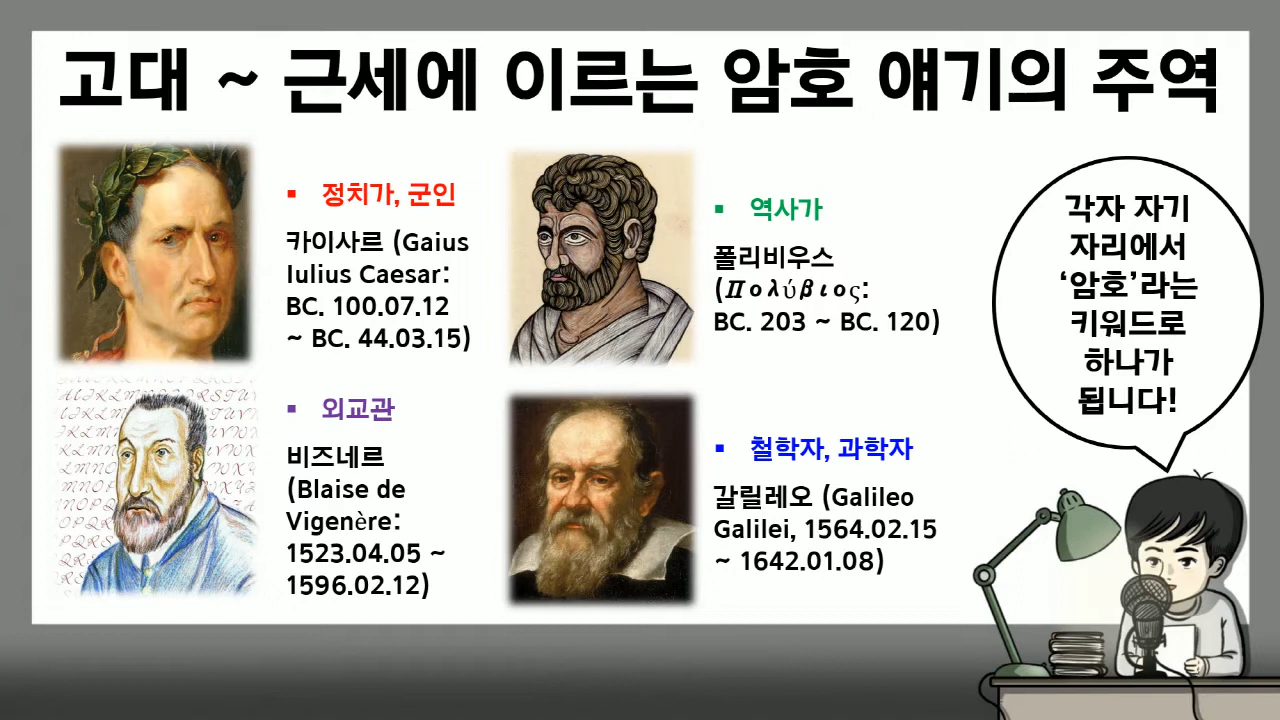 고대 ~ 근세에 이르는 암호 얘기의 주역
▪ 정치가, 군인
카이사르 (Gaius
Iulius Caesar:
BC. 100.07.12
~ BC. 44.03.15)
▪ 역사가
폴리비우스
(Πολύβιος:
BC. 203 ~ BC. 120)
▪ 외교관
비즈네르
(Blaise de
Vigenère:
1523.04.05 ~
1596.02.12)
▪ 철학자, 과학자
갈릴레오 (Galileo
Galilei, 1564.02.15
~ 1642.01.08)
각자 자기
자리에서
‘암호’라는
키워드로
하나가
됩니다!